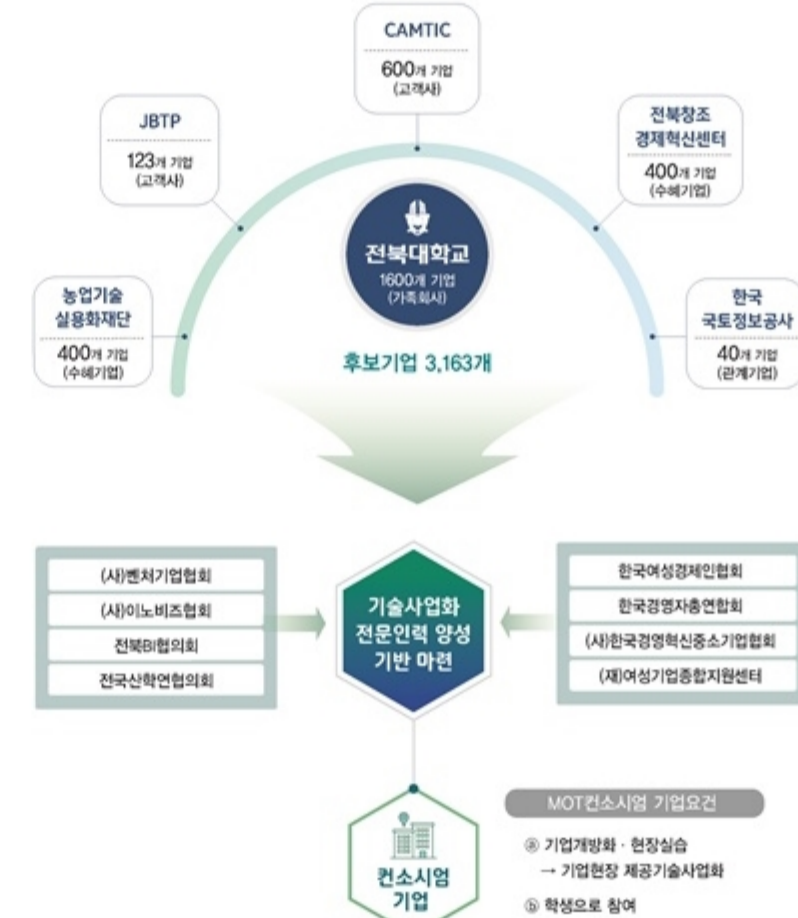 CAMTIC
600개 기업
(고객사)
JBTP
123개 기업
(고객사)
전북창조
경제혁신센터
400개 기업
(수혜기업)
전북대학교
1600개 기업
(가족회사)
농업기술
실용화재단
400개 기업
(수혜기업)
한국
국토정보공사
40개 기업
(관계기업)
후보기업 3,163개
(사)벤처기업협회
(사)이노비즈협회
전북BI협의회
전국산학연협의회
기술사업화
전문인력 양성
기반 마련
한국여성경제인협회
한국경영자총연합회
(사)한국경영혁신중소기업협회
(재)여성기업종합지원센터
MOT컨소시엄 기업요건
ⓐ 기업개방화 · 현장실습
→ 기업현장 제공기술사업화
ⓑ 학생으로 참여
컨소시엄
기업